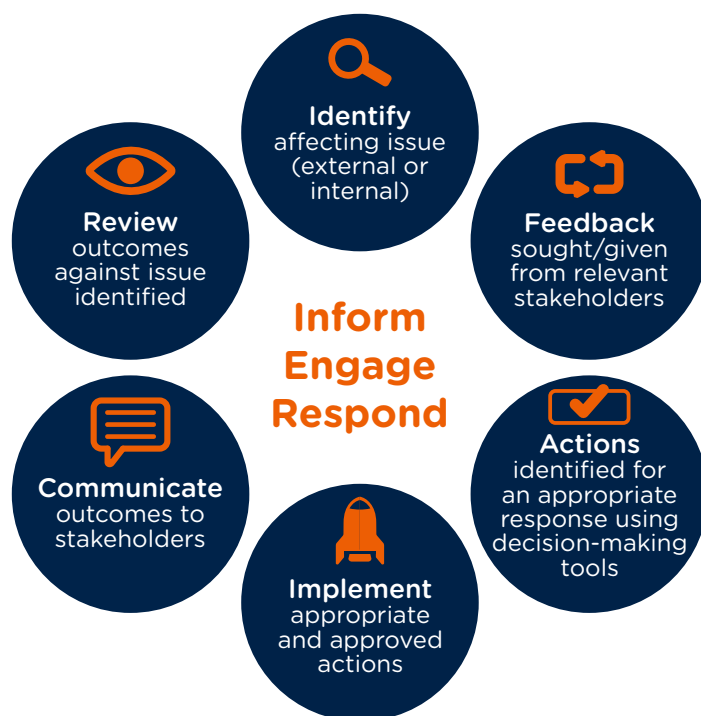 Identify
affecting issue
(external or
internal)
Feedback
sought/given
from relevant
stakeholders
Actions
identified for
an appropriate
response using
decision-making
tools
Implement
appropriate
and approved
actions
Communicate
outcomes to
stakeholders
Review
outcomes
against issue
identified
Inform
Engage
Respond